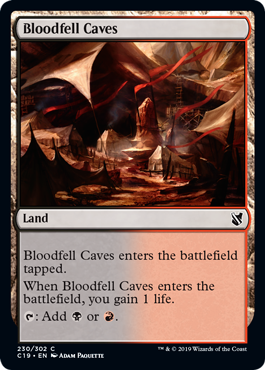 Bloodfell Caves
Land
Bloodfell Caves enters the battlefield
tapped.
When Bloodfell Caves enters the
battlefield, you gain 1 life.
: Add or .
230/302 C
C19 • EN Adam Paquette
™ & © 2019 Wizards of the Coast